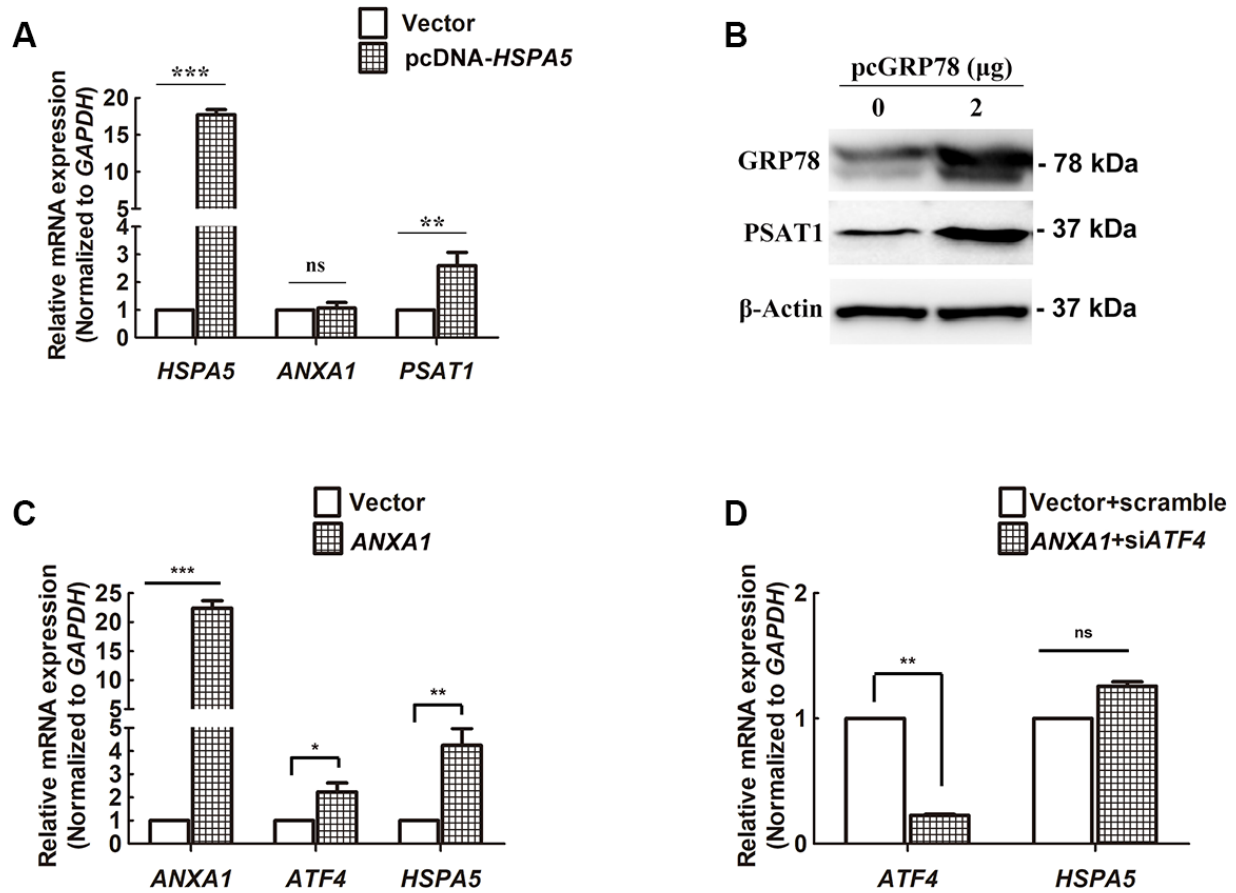 A
Vector
pcDNA-HSPA5
Relative mRNA expression
(Normalized to GAPDH)
20
15
10
5
4
3
2
1
0
***
ns
**
HSPA5 ANXA1 PSAT1
B
pcGRP78 (μg)
0 2
GRP78 - 78 kDa
PSAT1 - 37 kDa
β-Actin - 37 kDa
C
Vector
ANXA1
Relative mRNA expression
(Normalized to GAPDH)
25
20
15
10
5
5
4
3
2
1
0
***
*
**
ANXA1 ATF4 HSPA5
D
Vector+scramble
ANXA1+siATF4
Relative mRNA expression
(Normalized to GAPDH)
2
1
0
**
ns
ATF4 HSPA5